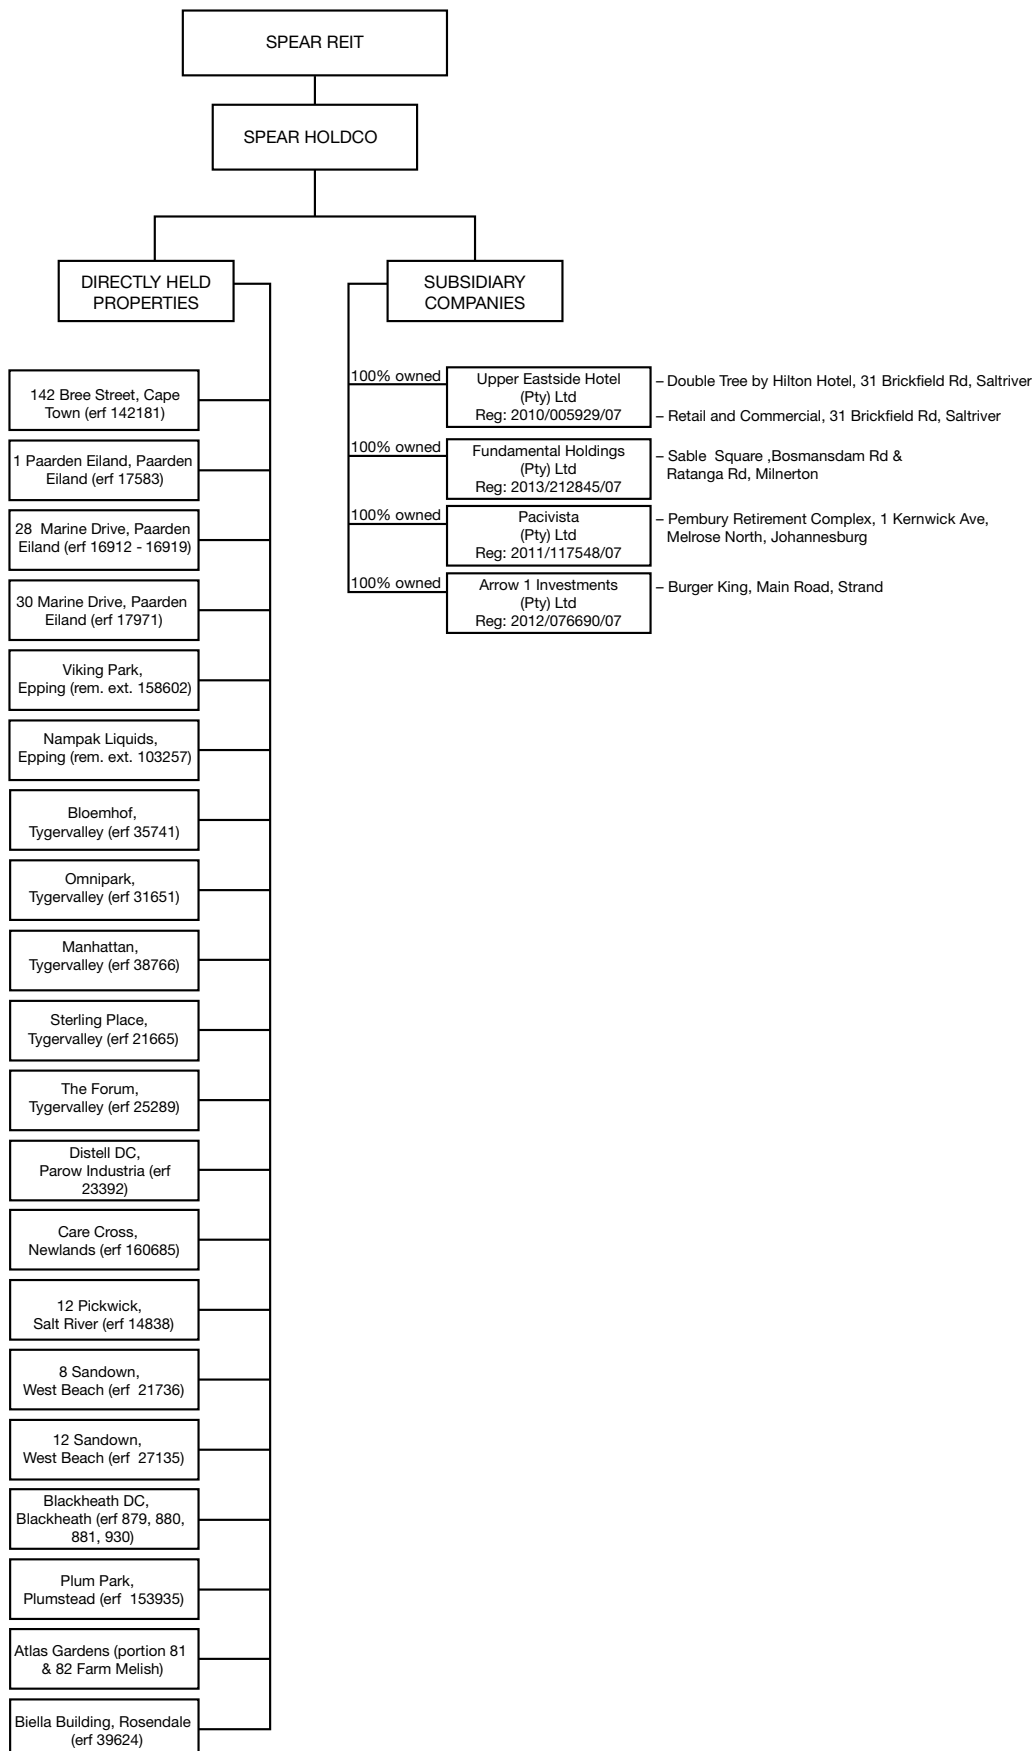 SPEAR REIT
SPEAR HOLDCO
DIRECTLY HELD
PROPERTIES
142 Bree Street, Cape
Town (erf 142181)
1 Paarden Eiland, Paarden
Eiland (erf 17583)
28 Marine Drive, Paarden
Eiland (erf 16912 - 16919)
30 Marine Drive, Paarden
Eiland (erf 17971)
Viking Park,
Epping (rem. ext. 158602)
Nampak Liquids,
Epping (rem. ext. 103257)
Bloemhof,
Tygervalley (erf 35741)
Omnipark,
Tygervalley (erf 31651)
Manhattan,
Tygervalley (erf 38766)
Sterling Place,
Tygervalley (erf 21665)
The Forum,
Tygervalley (erf 25289)
Distell DC,
Parow Industria (erf
23392)
Care Cross,
Newlands (erf 160685)
12 Pickwick,
Salt River (erf 14838)
8 Sandown,
West Beach (erf 21736)
12 Sandown,
West Beach (erf 27135)
Blackheath DC,
Blackheath (erf 879, 880,
881, 930)
Plum Park,
Plumstead (erf 153935)
Atlas Gardens (portion 81
& 82 Farm Melish)
Biella Building, Rosendale
(erf 39624)
SUBSIDIARY
COMPANIES
100% owned
Upper Eastside Hotel
(Pty) Ltd
Reg: 2010/005929/07
– Double Tree by Hilton Hotel, 31 Brickfield Rd, Saltriver
– Retail and Commercial, 31 Brickfield Rd, Saltriver
100% owned
Fundamental Holdings
(Pty) Ltd
Reg: 2013/212845/07
– Sable Square ,Bosmansdam Rd &
Ratanga Rd, Milnerton
100% owned
Pacivista
(Pty) Ltd
Reg: 2011/117548/07
– Pembury Retirement Complex, 1 Kernwick Ave,
Melrose North, Johannesburg
100% owned
Arrow 1 Investments
(Pty) Ltd
Reg: 2012/076690/07
– Burger King, Main Road, Strand